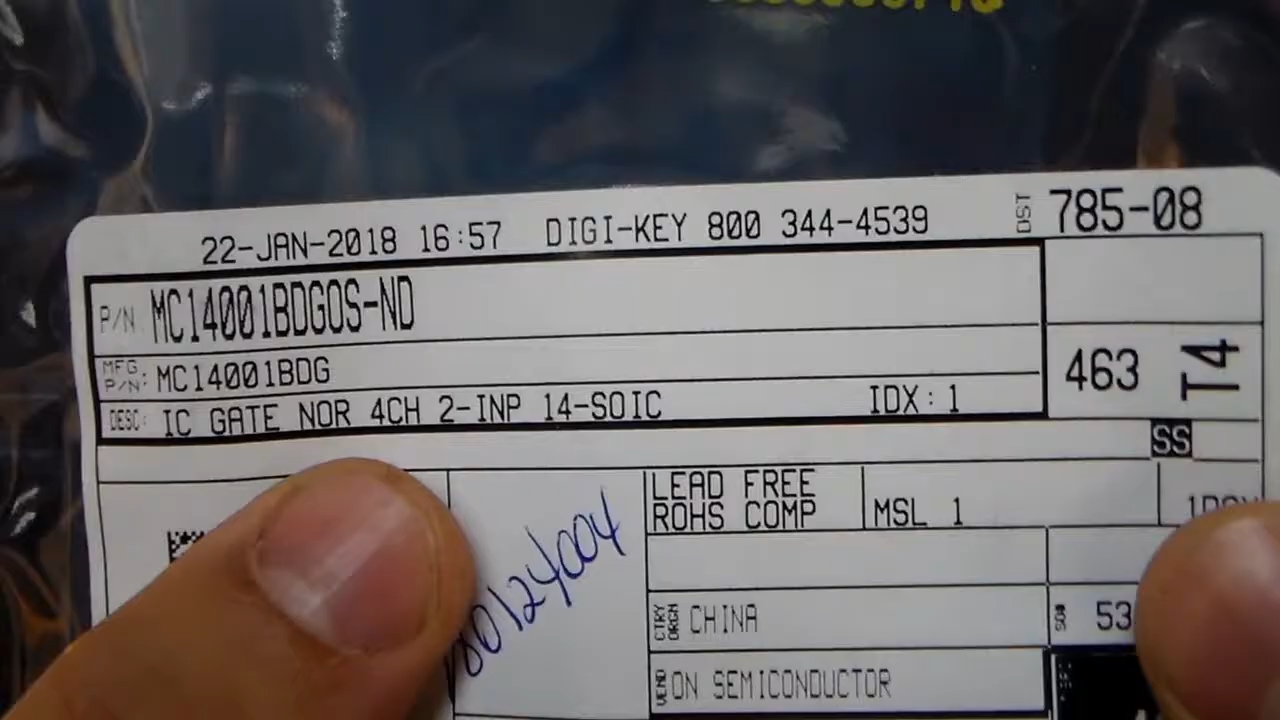 22-JAN-2018 16:57 DIGI-KEY 800 344-4539 DIST 785-08
P/N: MC14001BDGOS-ND
MFG. P/N: MC14001BDG
463 T4
DESC: IC GATE NOR 4CH 2-INP 14-SOIC IDX: 1
SS
LEAD FREE
ROHS COMP MSL 1
CTRY ORGN CHINA SO# 53
VEND ON SEMICONDUCTOR